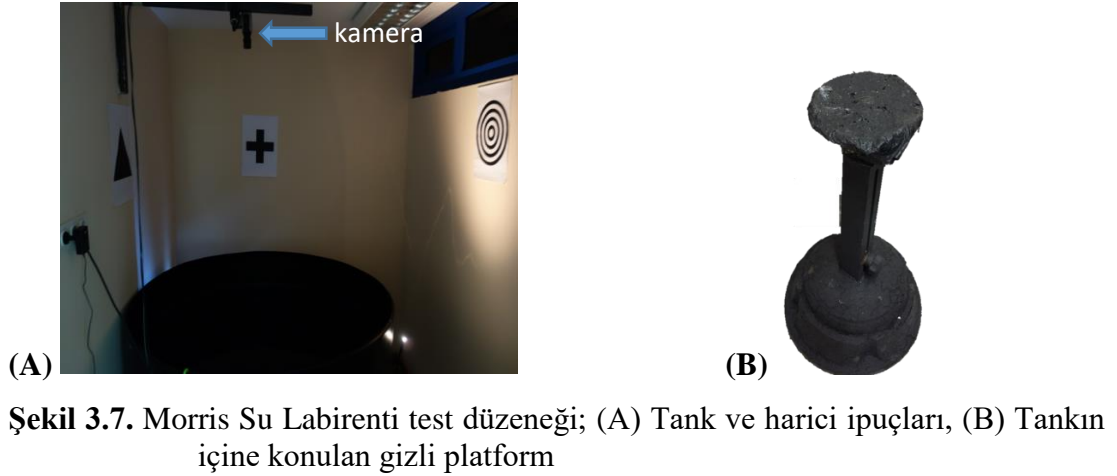 kamera
(A)
(B)
Şekil 3.7. Morris Su Labirenti test düzeneği; (A) Tank ve harici ipuçları, (B) Tankın
içine konulan gizli platform